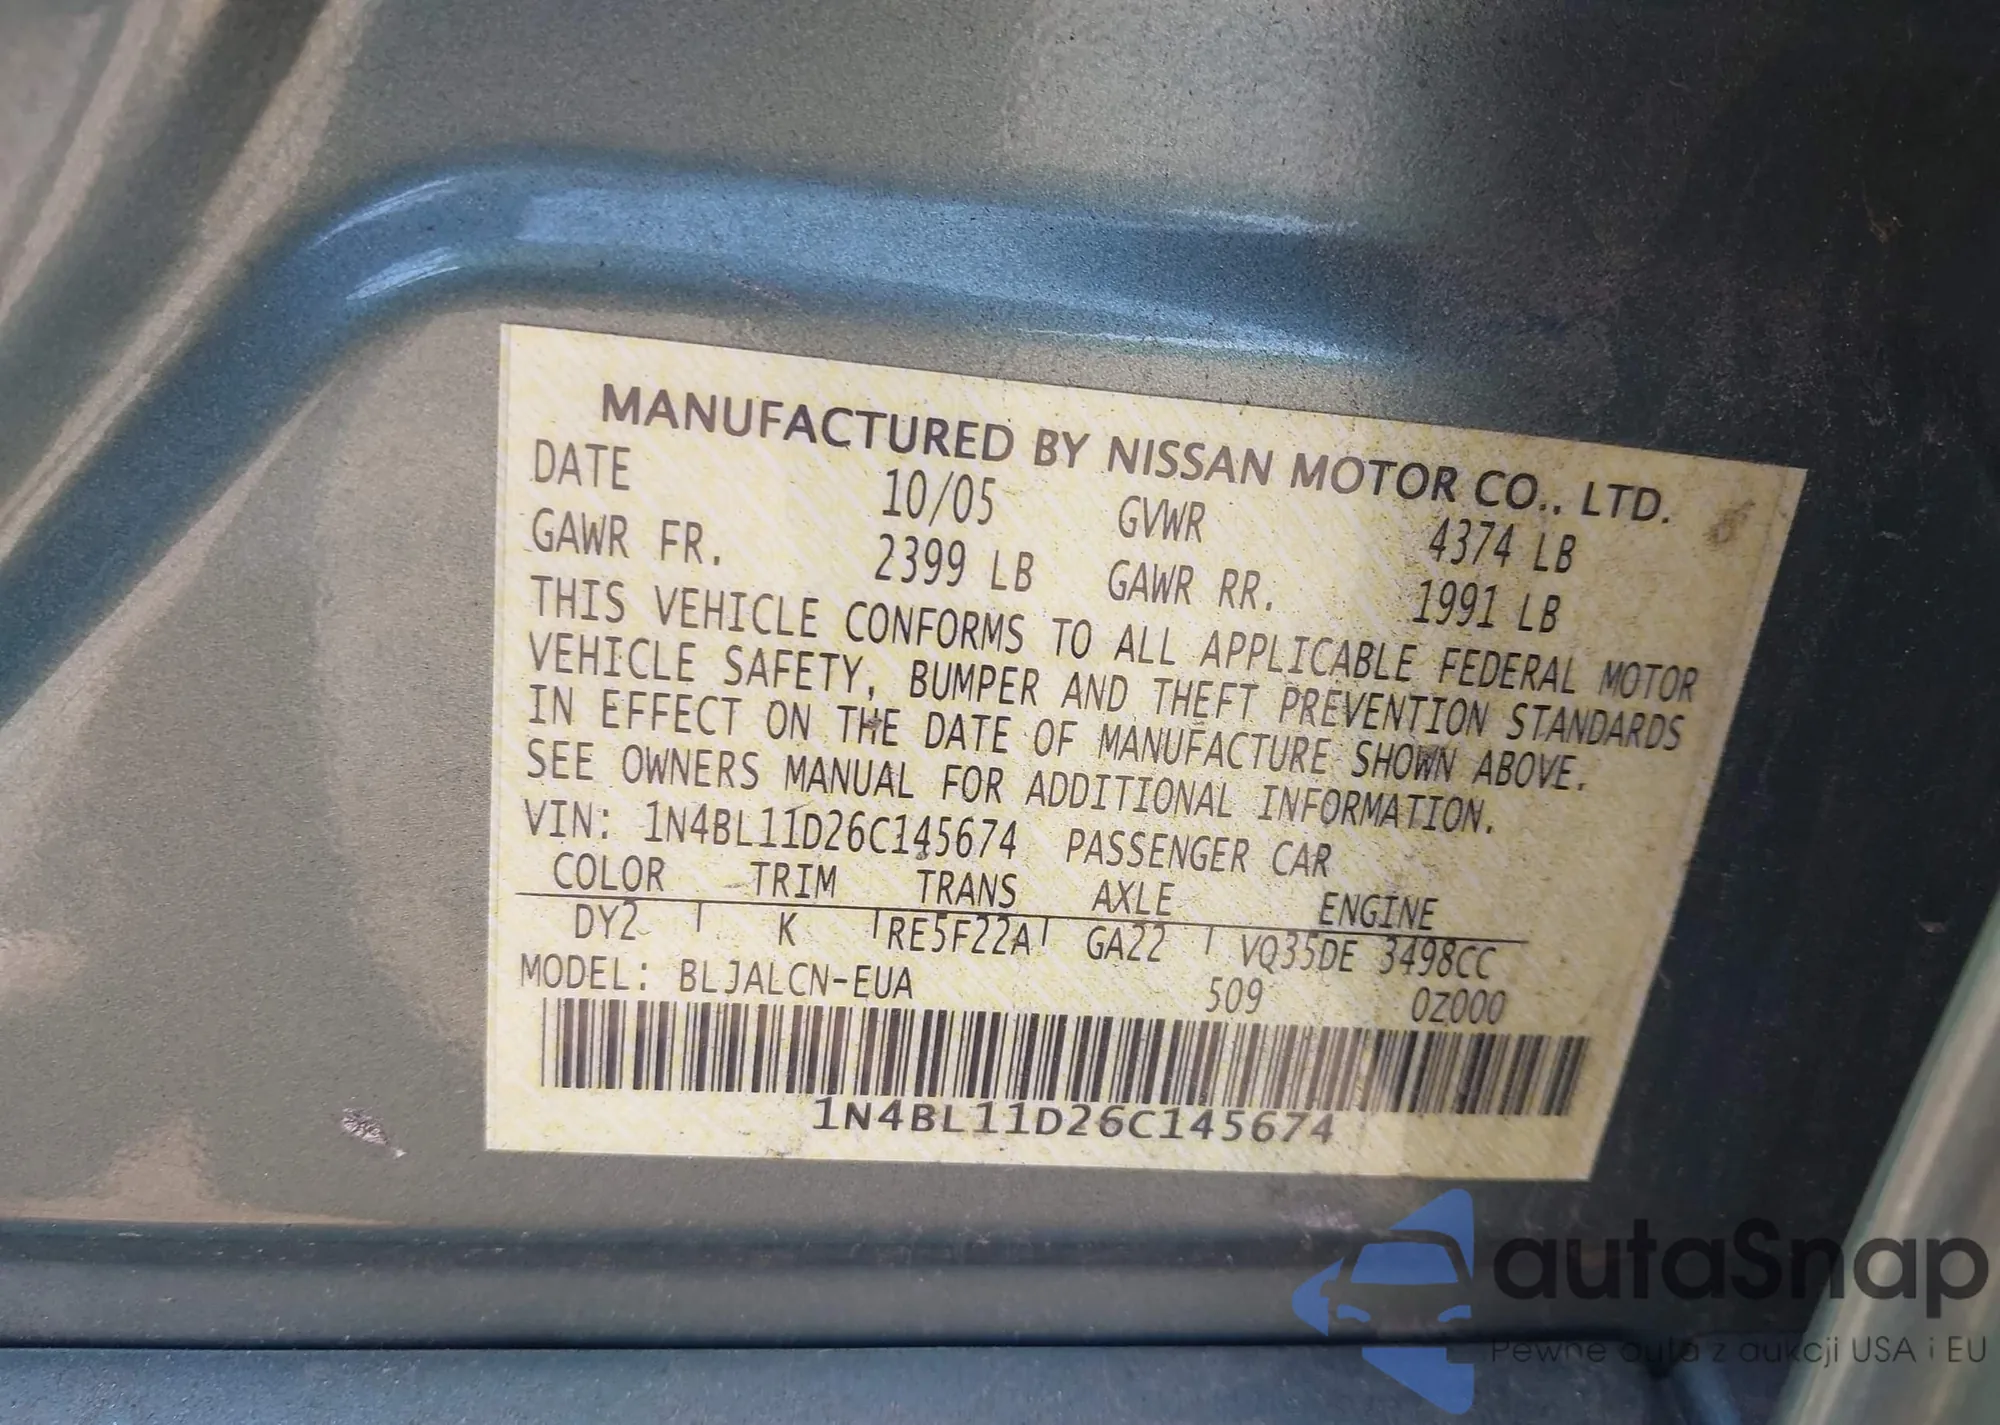 MANUFACTURED BY NISSAN MOTOR CO., LTD.
DATE 10/05 GVWR 4374 LB
GAWR FR. 2399 LB GAWR RR. 1991 LB
THIS VEHICLE CONFORMS TO ALL APPLICABLE FEDERAL MOTOR
VEHICLE SAFETY, BUMPER AND THEFT PREVENTION STANDARDS
IN EFFECT ON THE DATE OF MANUFACTURE SHOWN ABOVE.
SEE OWNERS MANUAL FOR ADDITIONAL INFORMATION.
VIN: 1N4BL11D26C145674 PASSENGER CAR
COLOR TRIM TRANS AXLE ENGINE
DY2 K RE5F22A GA22 VQ35DE 3498CC
MODEL: BLJALCN-EUA 509 0Z000
1N4BL11D26C145674
autaSnap
Pewne auta z aukcji USA i EU